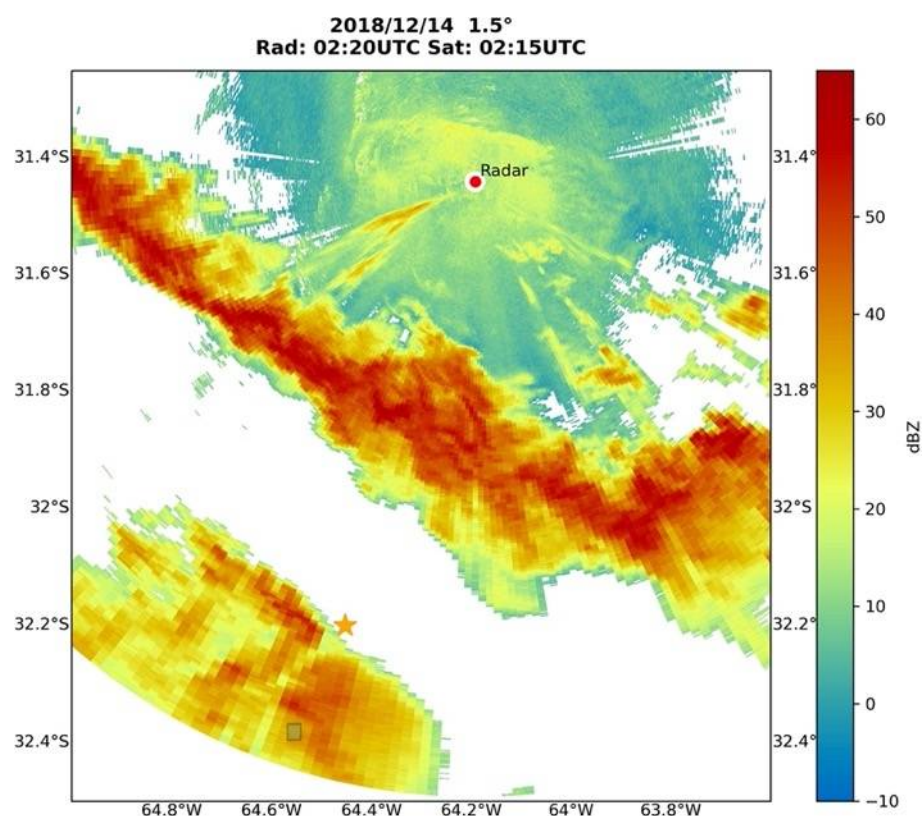 2018/12/14 1.5°
Rad: 02:20UTC Sat: 02:15UTC
Radar
31.4°S
31.6°S
31.8°S
32°S
32.2°S
32.4°S
31.4°
31.6°
31.8°
32°
32.2°
32.4°
64.8°W
64.6°W
64.4°W
64.2°W
64°W
63.8°W
60
50
40
30
20
10
0
−10
dBZ